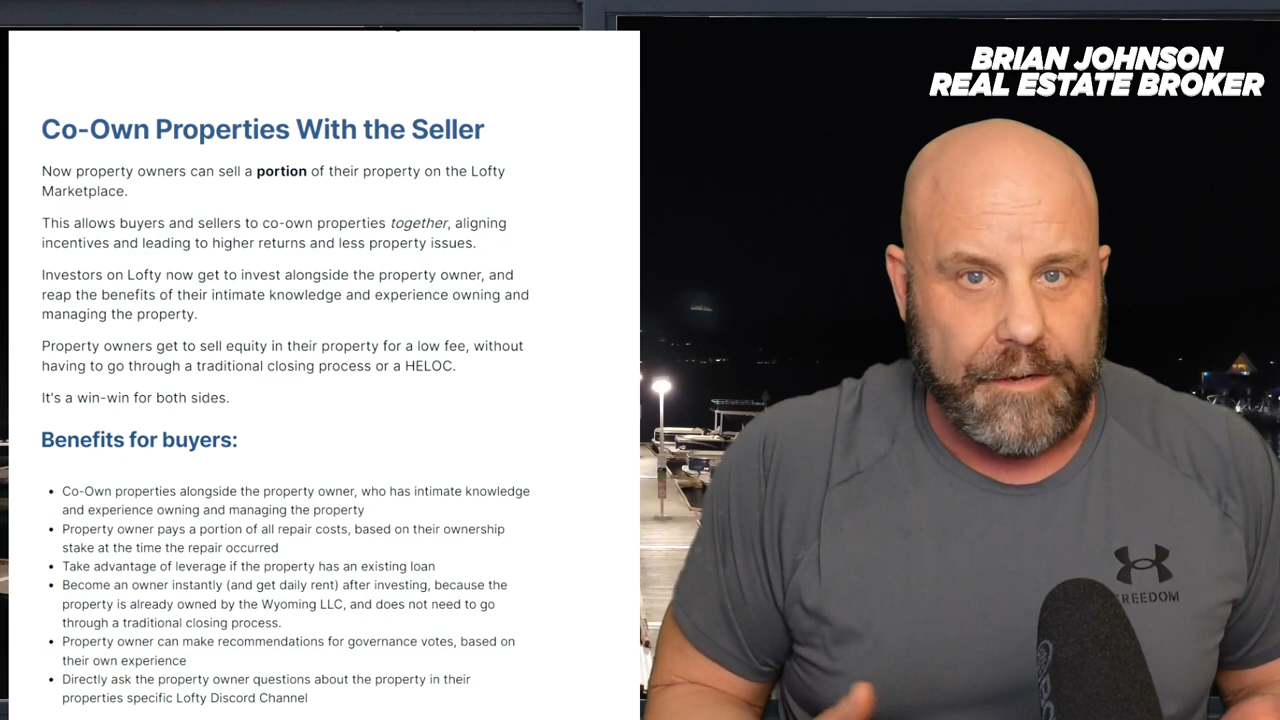 Co-Own Properties With the Seller
Now property owners can sell a portion of their property on the Lofty
Marketplace.
This allows buyers and sellers to co-own properties together, aligning
incentives and leading to higher returns and less property issues.
Investors on Lofty now get to invest alongside the property owner, and
reap the benefits of their intimate knowledge and experience owning and
managing the property.
Property owners get to sell equity in their property for a low fee, without
having to go through a traditional closing process or a HELOC.
It's a win-win for both sides.
Benefits for buyers:
• Co-Own properties alongside the property owner, who has intimate knowledge
and experience owning and managing the property
• Property owner pays a portion of all repair costs, based on their ownership
stake at the time the repair occurred
• Take advantage of leverage if the property has an existing loan
• Become an owner instantly (and get daily rent) after investing, because the
property is already owned by the Wyoming LLC, and does not need to go
through a traditional closing process.
• Property owner can make recommendations for governance votes, based on
their own experience
• Directly ask the property owner questions about the property in their
properties specific Lofty Discord Channel
BRIAN JOHNSON
REAL ESTATE BROKER
FREEDOM